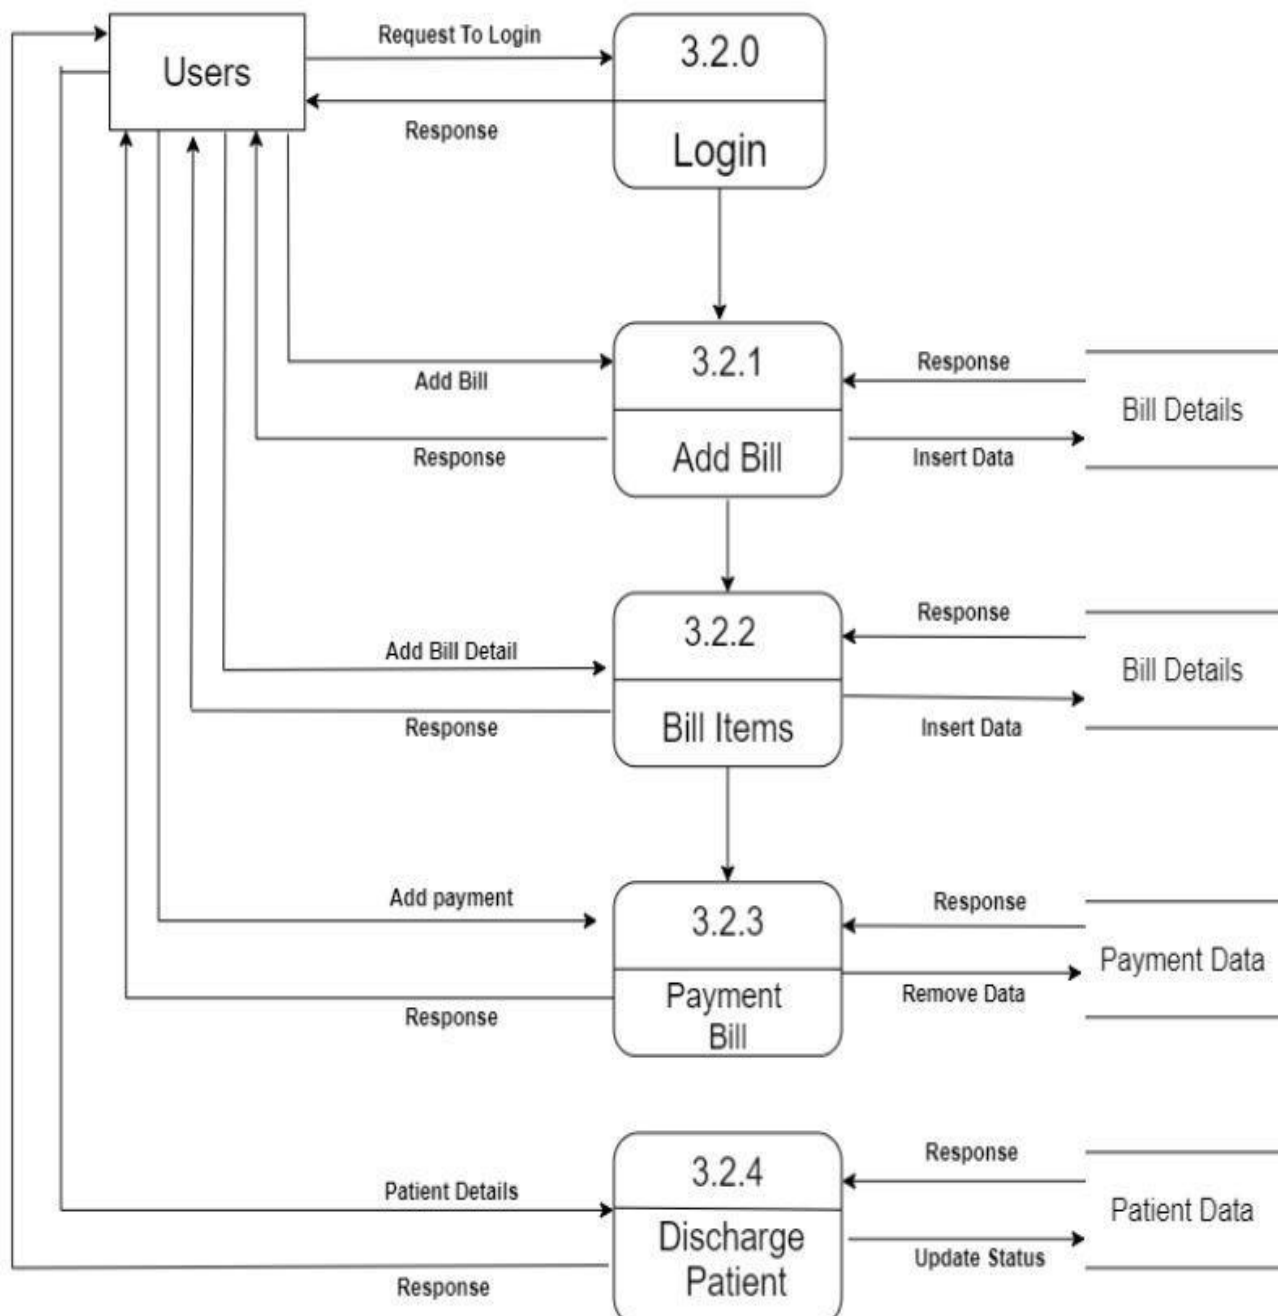 Users
Request To Login
Response
3.2.0
Login
Add Bill
Response
3.2.1
Add Bill
Response
Insert Data
Bill Details
Add Bill Detail
Response
3.2.2
Bill Items
Response
Insert Data
Bill Details
Add payment
Response
3.2.3
Payment
Bill
Response
Remove Data
Payment Data
Patient Details
Response
3.2.4
Discharge
Patient
Response
Update Status
Patient Data